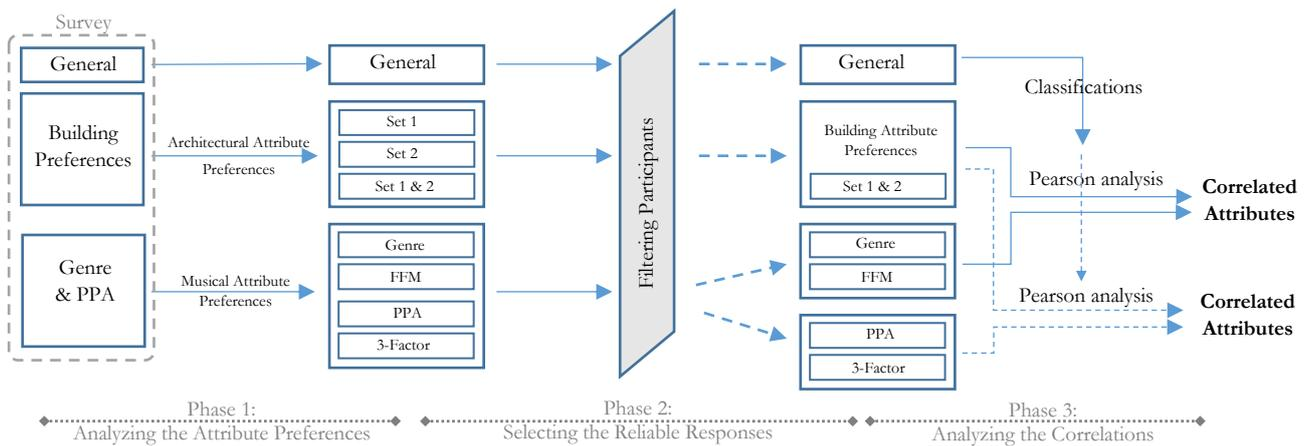 Survey
General
Building
Preferences
Genre
& PPA
Architectural Attribute
Preferences
Musical Attribute
Preferences
General
Set 1
Set 2
Set 1 & 2
Genre
FFM
PPA
3-Factor
Filtering Participants
General
Building Attribute
Preferences
Set 1 & 2
Genre
FFM
PPA
3-Factor
Classifications
Pearson analysis
Correlated
Attributes
Pearson analysis
Correlated
Attributes
Phase 1:
Analyzing the Attribute Preferences
Phase 2:
Selecting the Reliable Responses
Phase 3:
Analyzing the Correlations